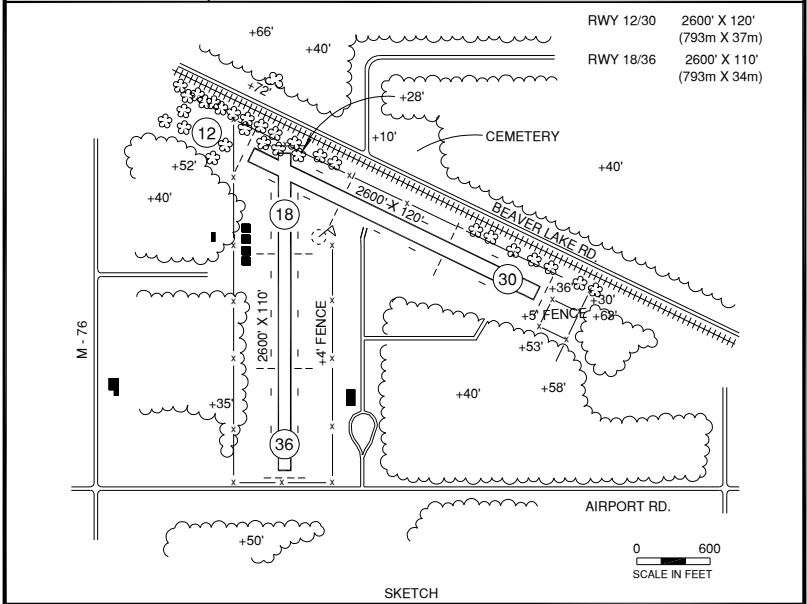 RWY 12/30 2600' X 120'
(793m X 37m)
RWY 18/36 2600' X 110'
(793m X 34m)
+66'
+40'
+72'
+28'
12
+10'
CEMETERY
+52'
+40'
+40'
2600' X 120'
18
BEAVER LAKE RD.
30
+36'
+30'
+5' FENCE
+68'
M - 76
2600' X 110'
+4' FENCE
+53'
+58'
+35'
+40'
36
AIRPORT RD.
+50'
0 600
SCALE IN FEET
SKETCH